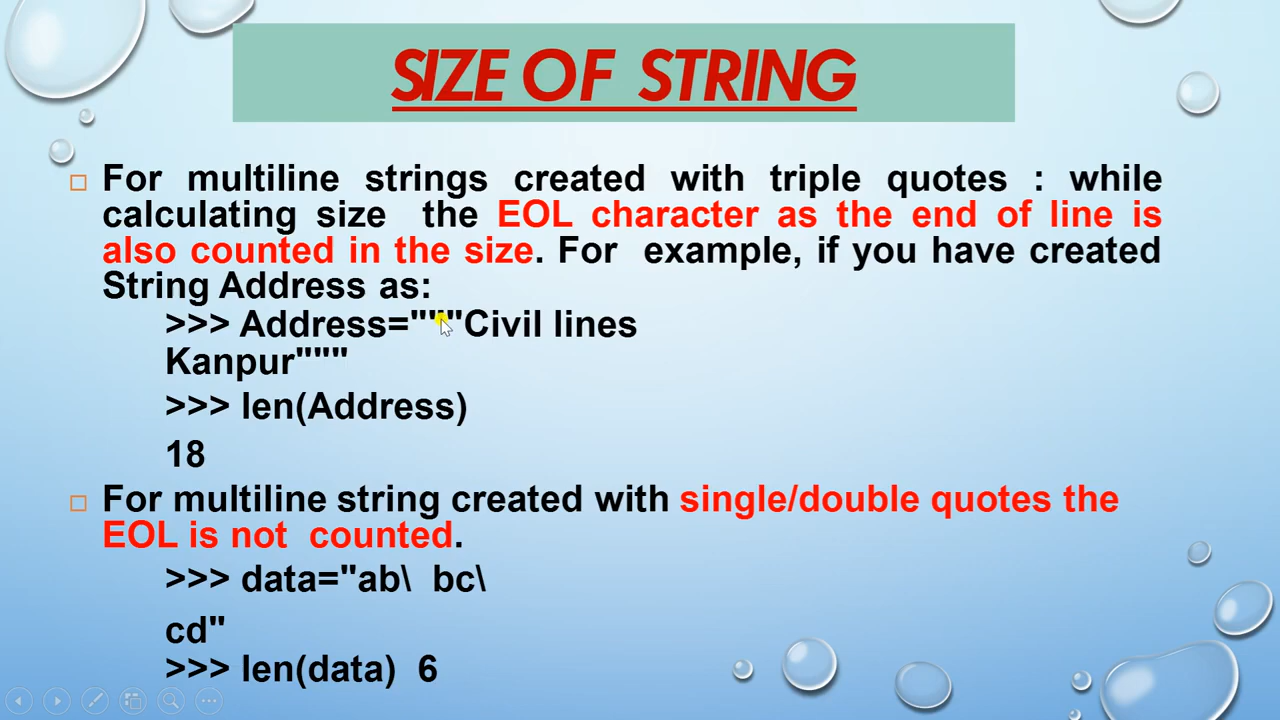 SIZE OF STRING
For multiline strings created with triple quotes : while
calculating size the EOL character as the end of line is
also counted in the size. For example, if you have created
String Address as:
>>> Address="""Civil lines
Kanpur"""
>>> len(Address)
18
For multiline string created with single/double quotes the
EOL is not counted.
>>> data="ab\ bc\
cd"
>>> len(data) 6